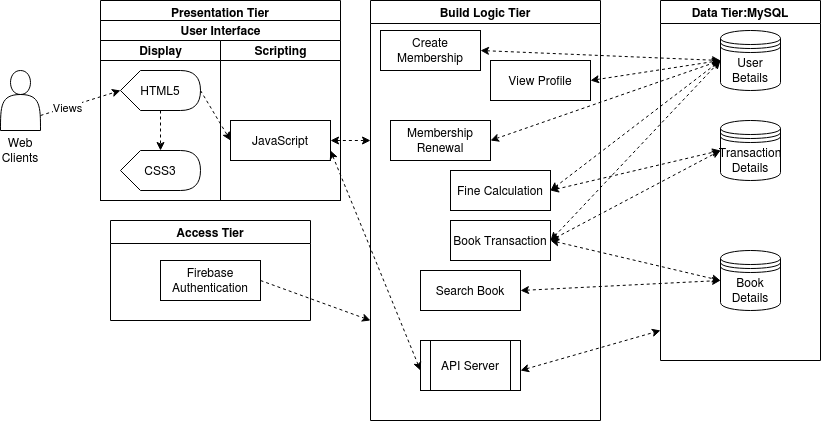 Presentation Tier
User Interface
Display
Scripting
HTML5
CSS3
JavaScript
Views
Web
Clients
Access Tier
Firebase
Authentication
Build Logic Tier
Create
Membership
View Profile
Membership
Renewal
Fine Calculation
Book Transaction
Search Book
API Server
Data Tier:MySQL
User
Betails
Transaction
Details
Book
Details